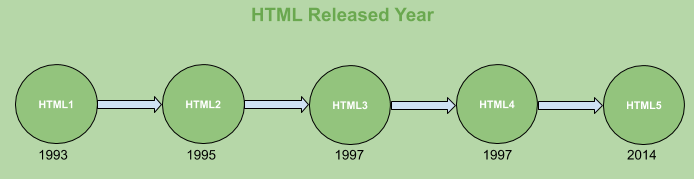 HTML Released Year
HTML1 HTML2 HTML3 HTML4 HTML5
1993 1995 1997 1997 2014